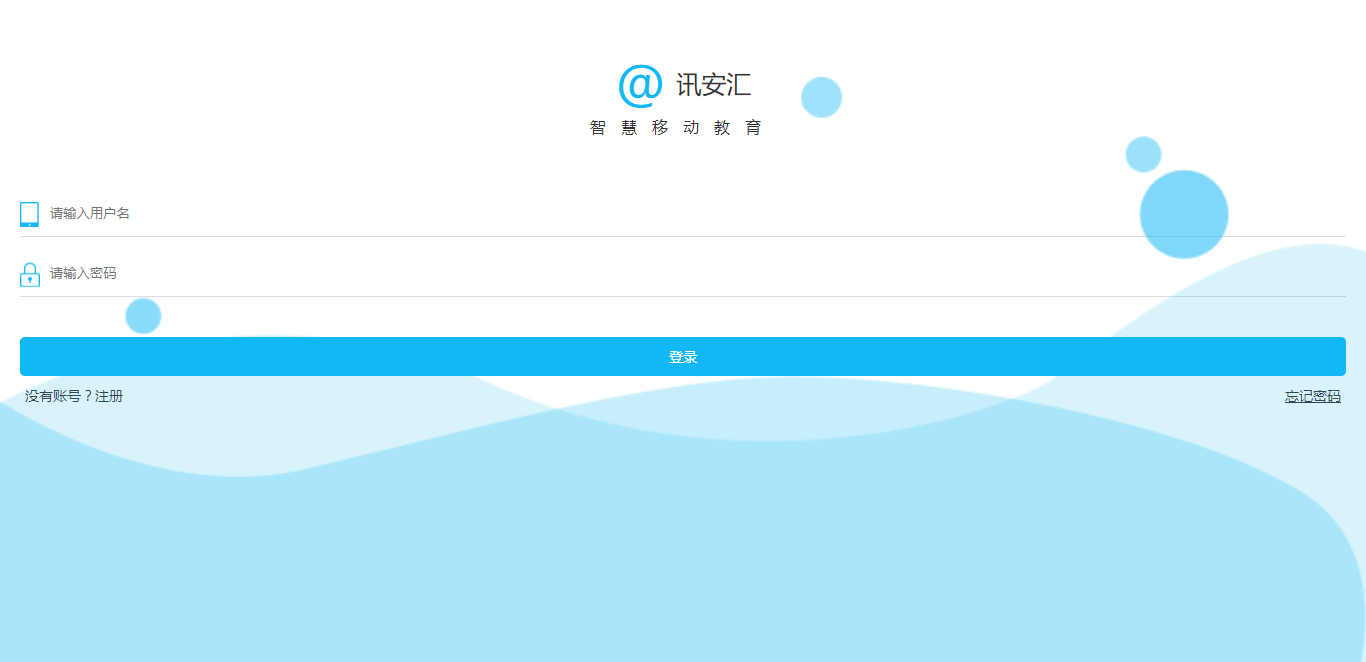 @ 讯安汇
智慧移动教育
请输入用户名
请输入密码
登录
没有账号？注册
忘记密码